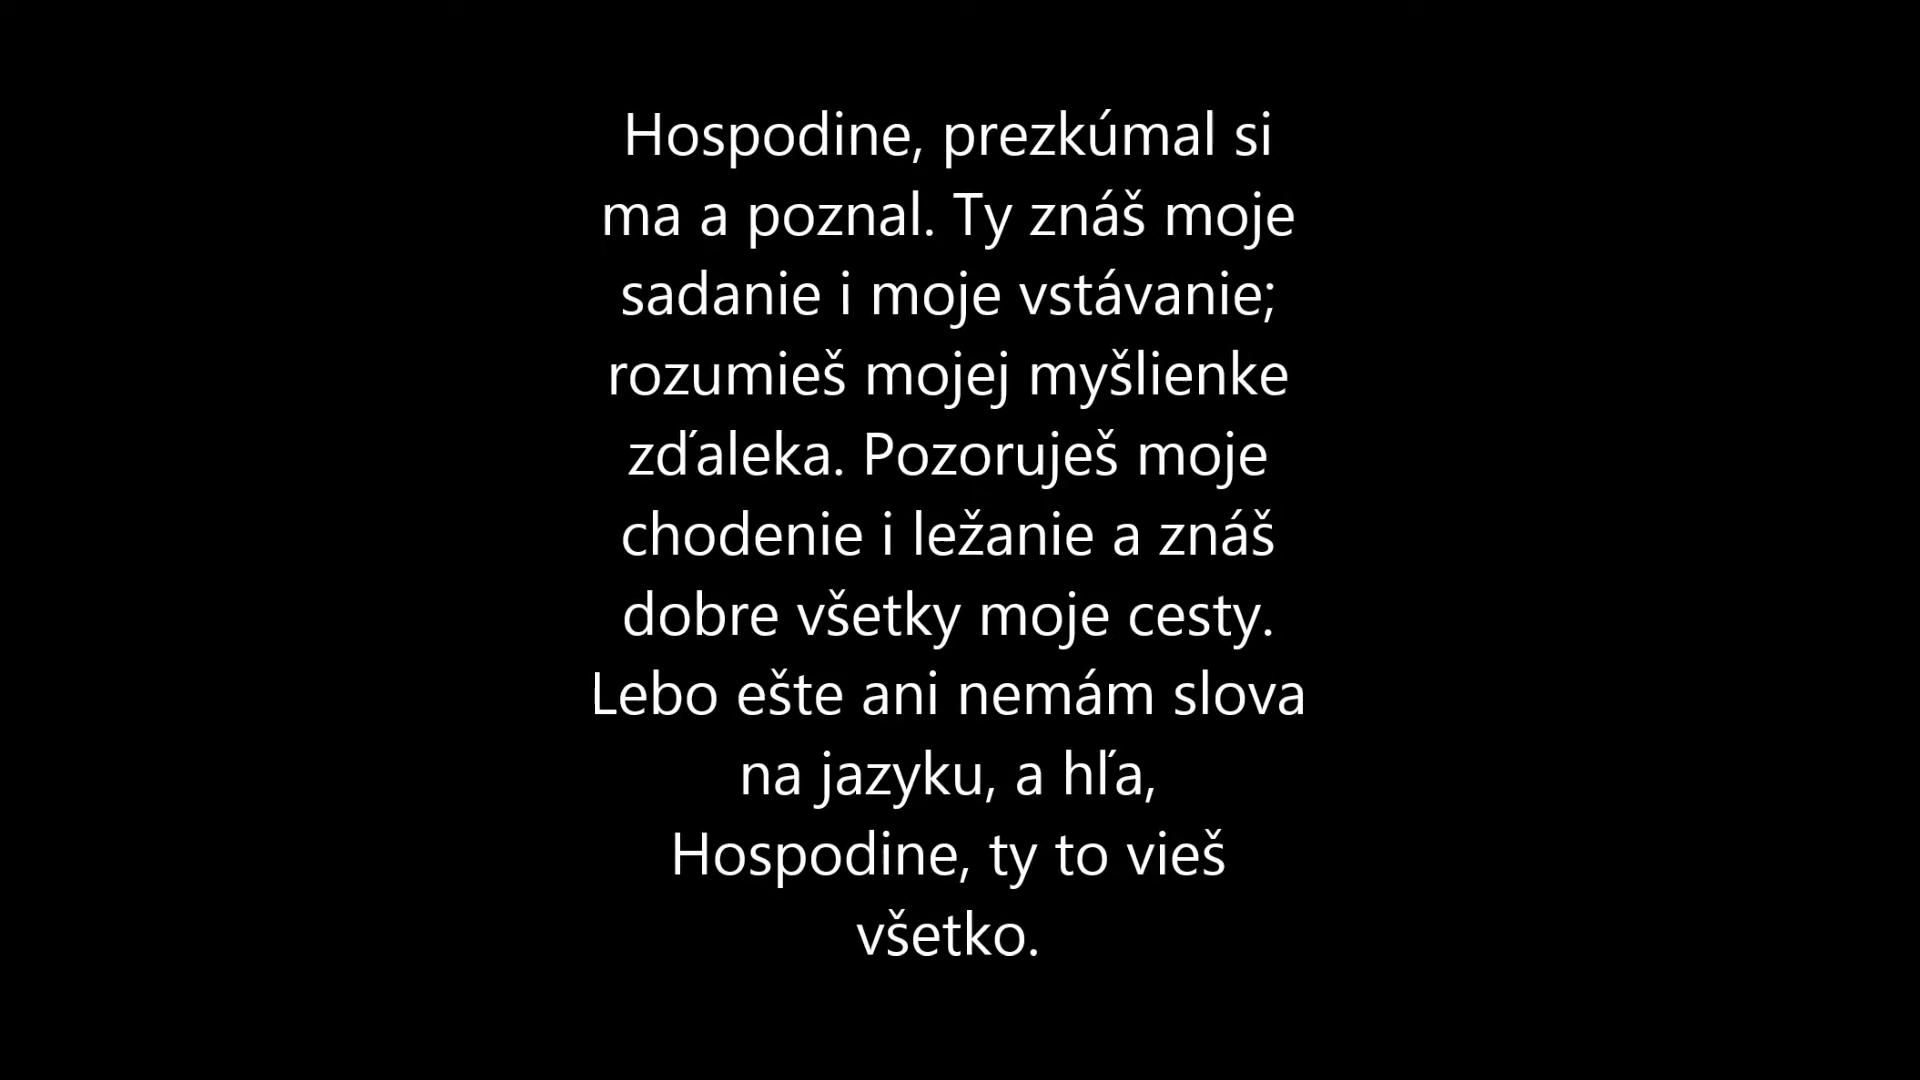 Hospodine, prezkúmal si
ma a poznal. Ty znáš moje
sadanie i moje vstávanie;
rozumieš mojej myšlienke
zďaleka. Pozoruješ moje
chodenie i ležanie a znáš
dobre všetky moje cesty.
Lebo ešte ani nemám slova
na jazyku, a hľa,
Hospodine, ty to vieš
všetko.